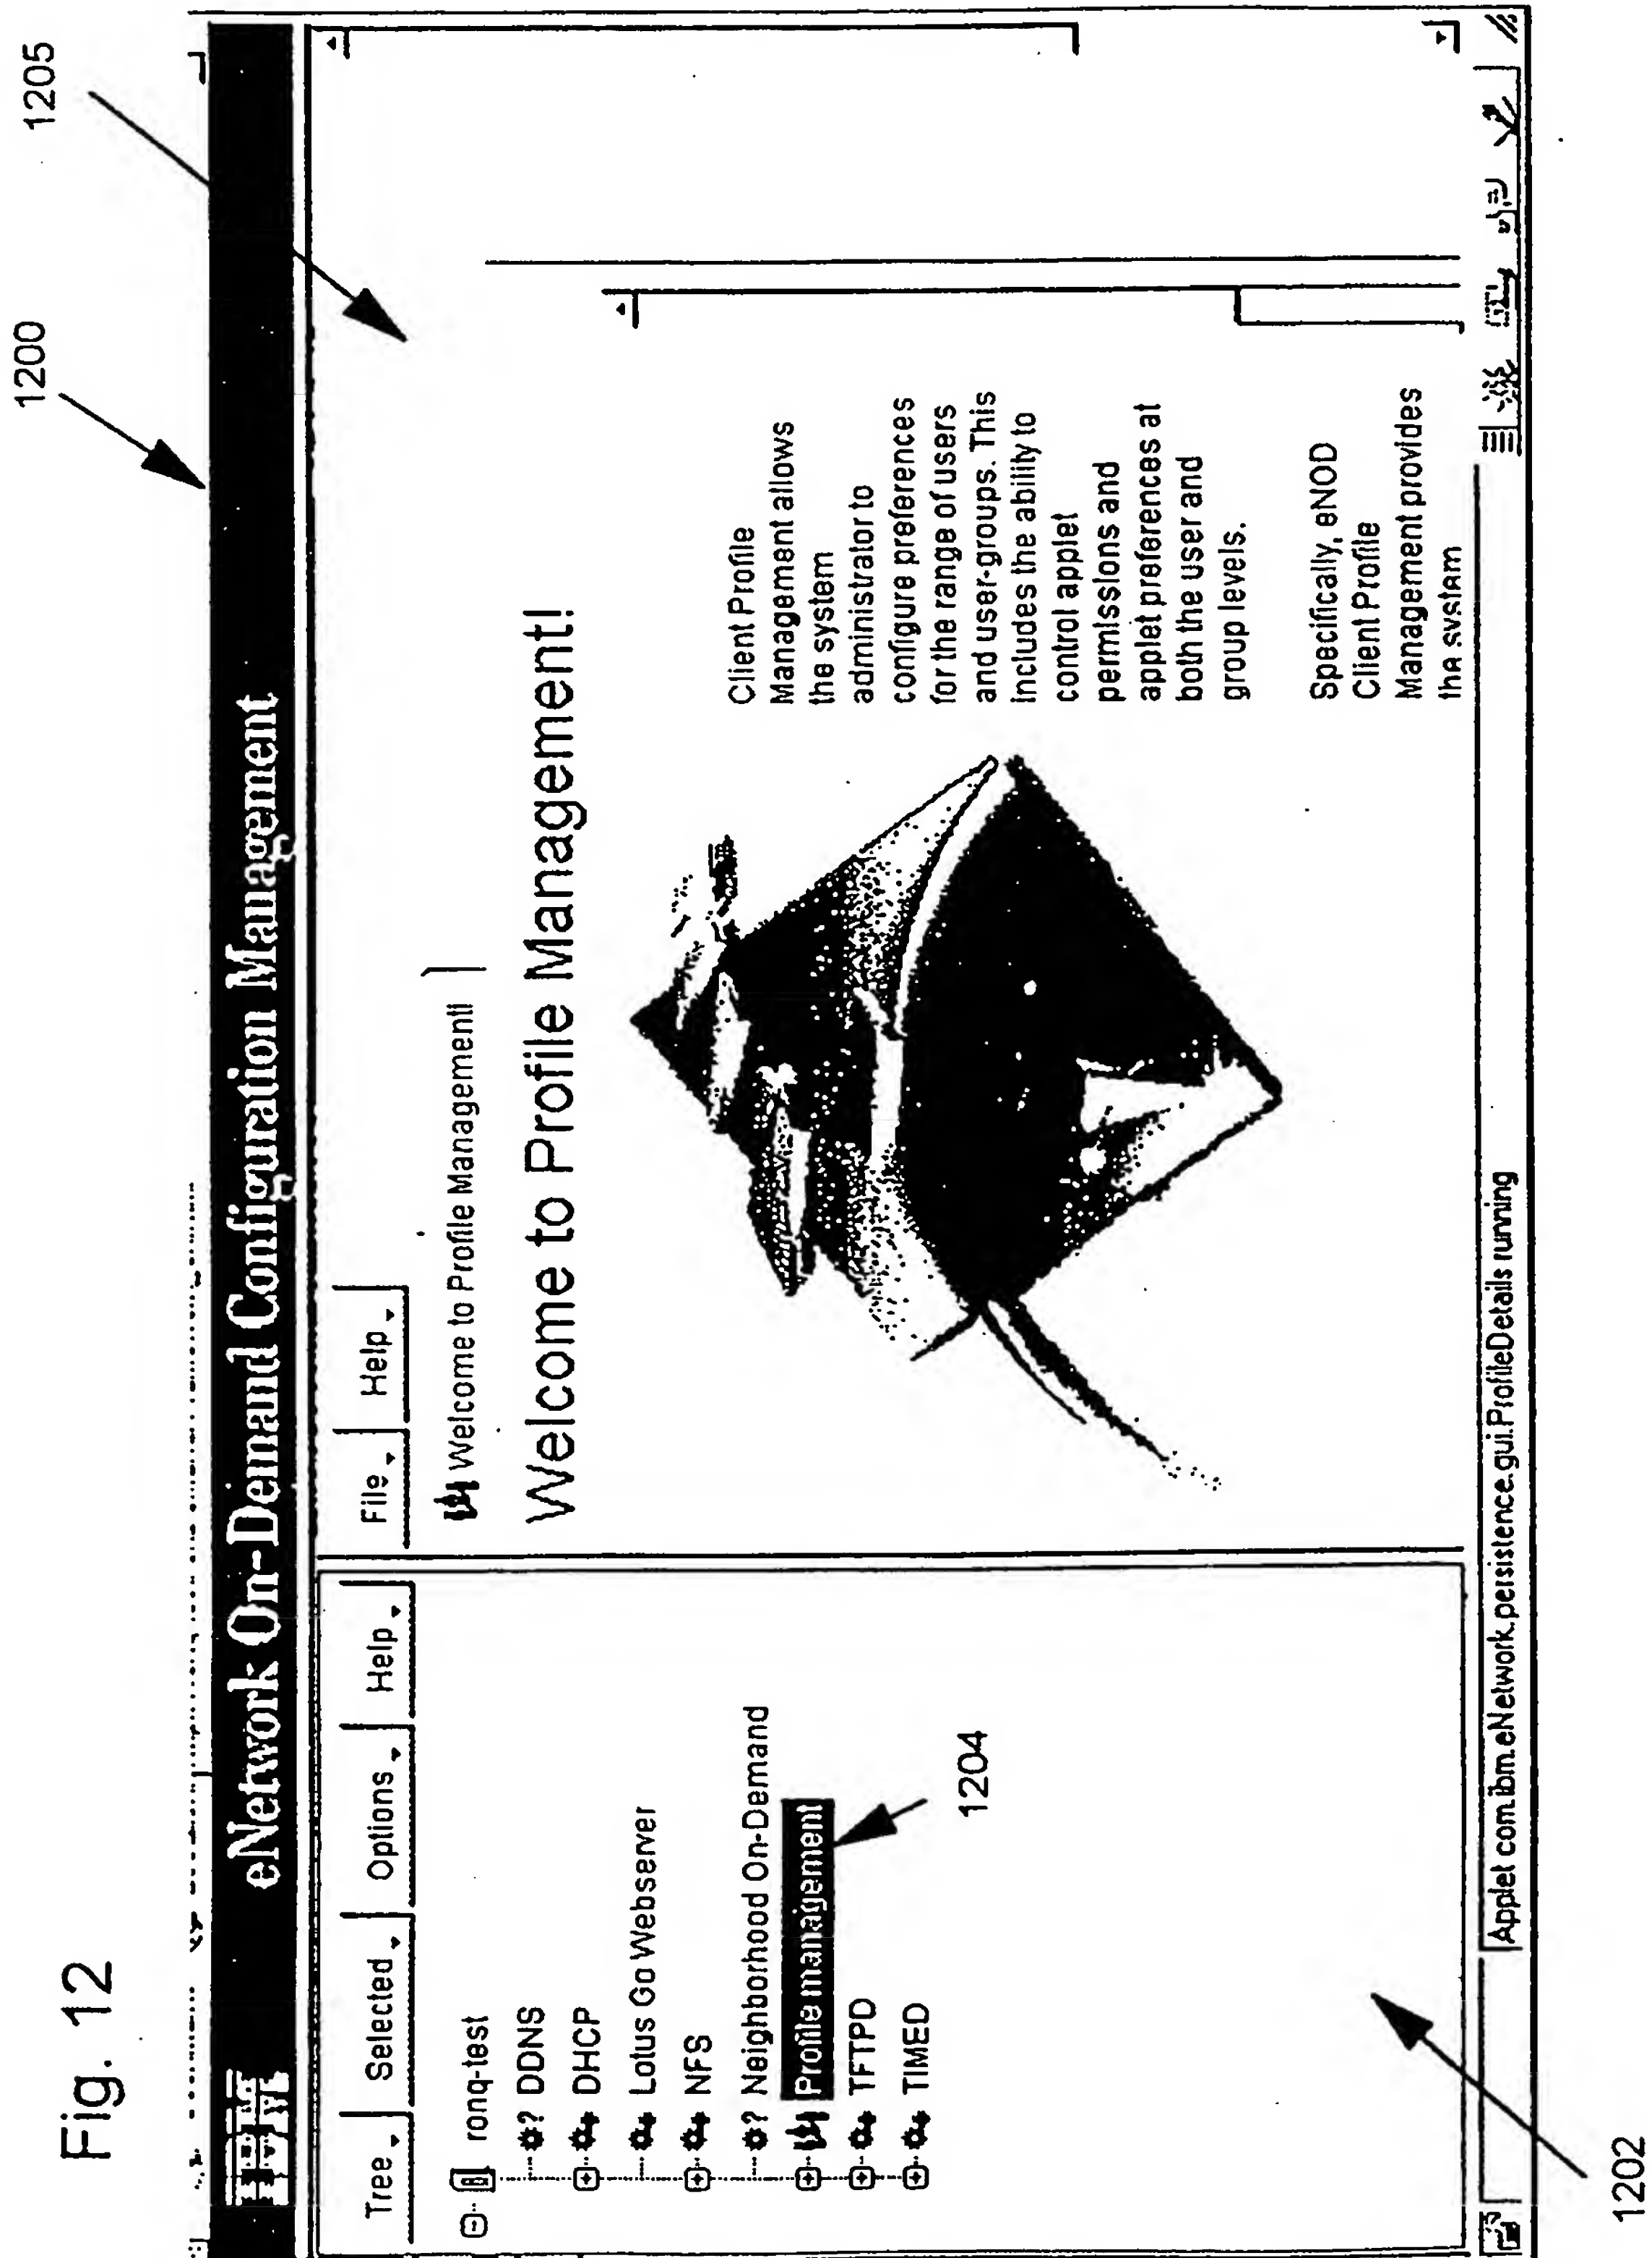 Fig. 12
1200
1205
IBM
eNetwork On-Demand Configuration Management
Tree
Selected
Options
Help
ronq-test
? DDNS
DHCP
Lotus Go Webserver
NFS
? Neighborhood On-Demand
Profile management
TFTPD
TIMED
1204
1202
File
Help
Welcome to Profile Management!
Welcome to Profile Management!
Client Profile
Management allows
the system
administrator to
configure preferences
for the range of users
and user-groups. This
includes the ability to
control applet
permissions and
applet preferences at
both the user and
group levels.
Specifically, eNOD
Client Profile
Management provides
the system
Applet com.ibm.eNetwork.persistence.gui.ProfileDetails running